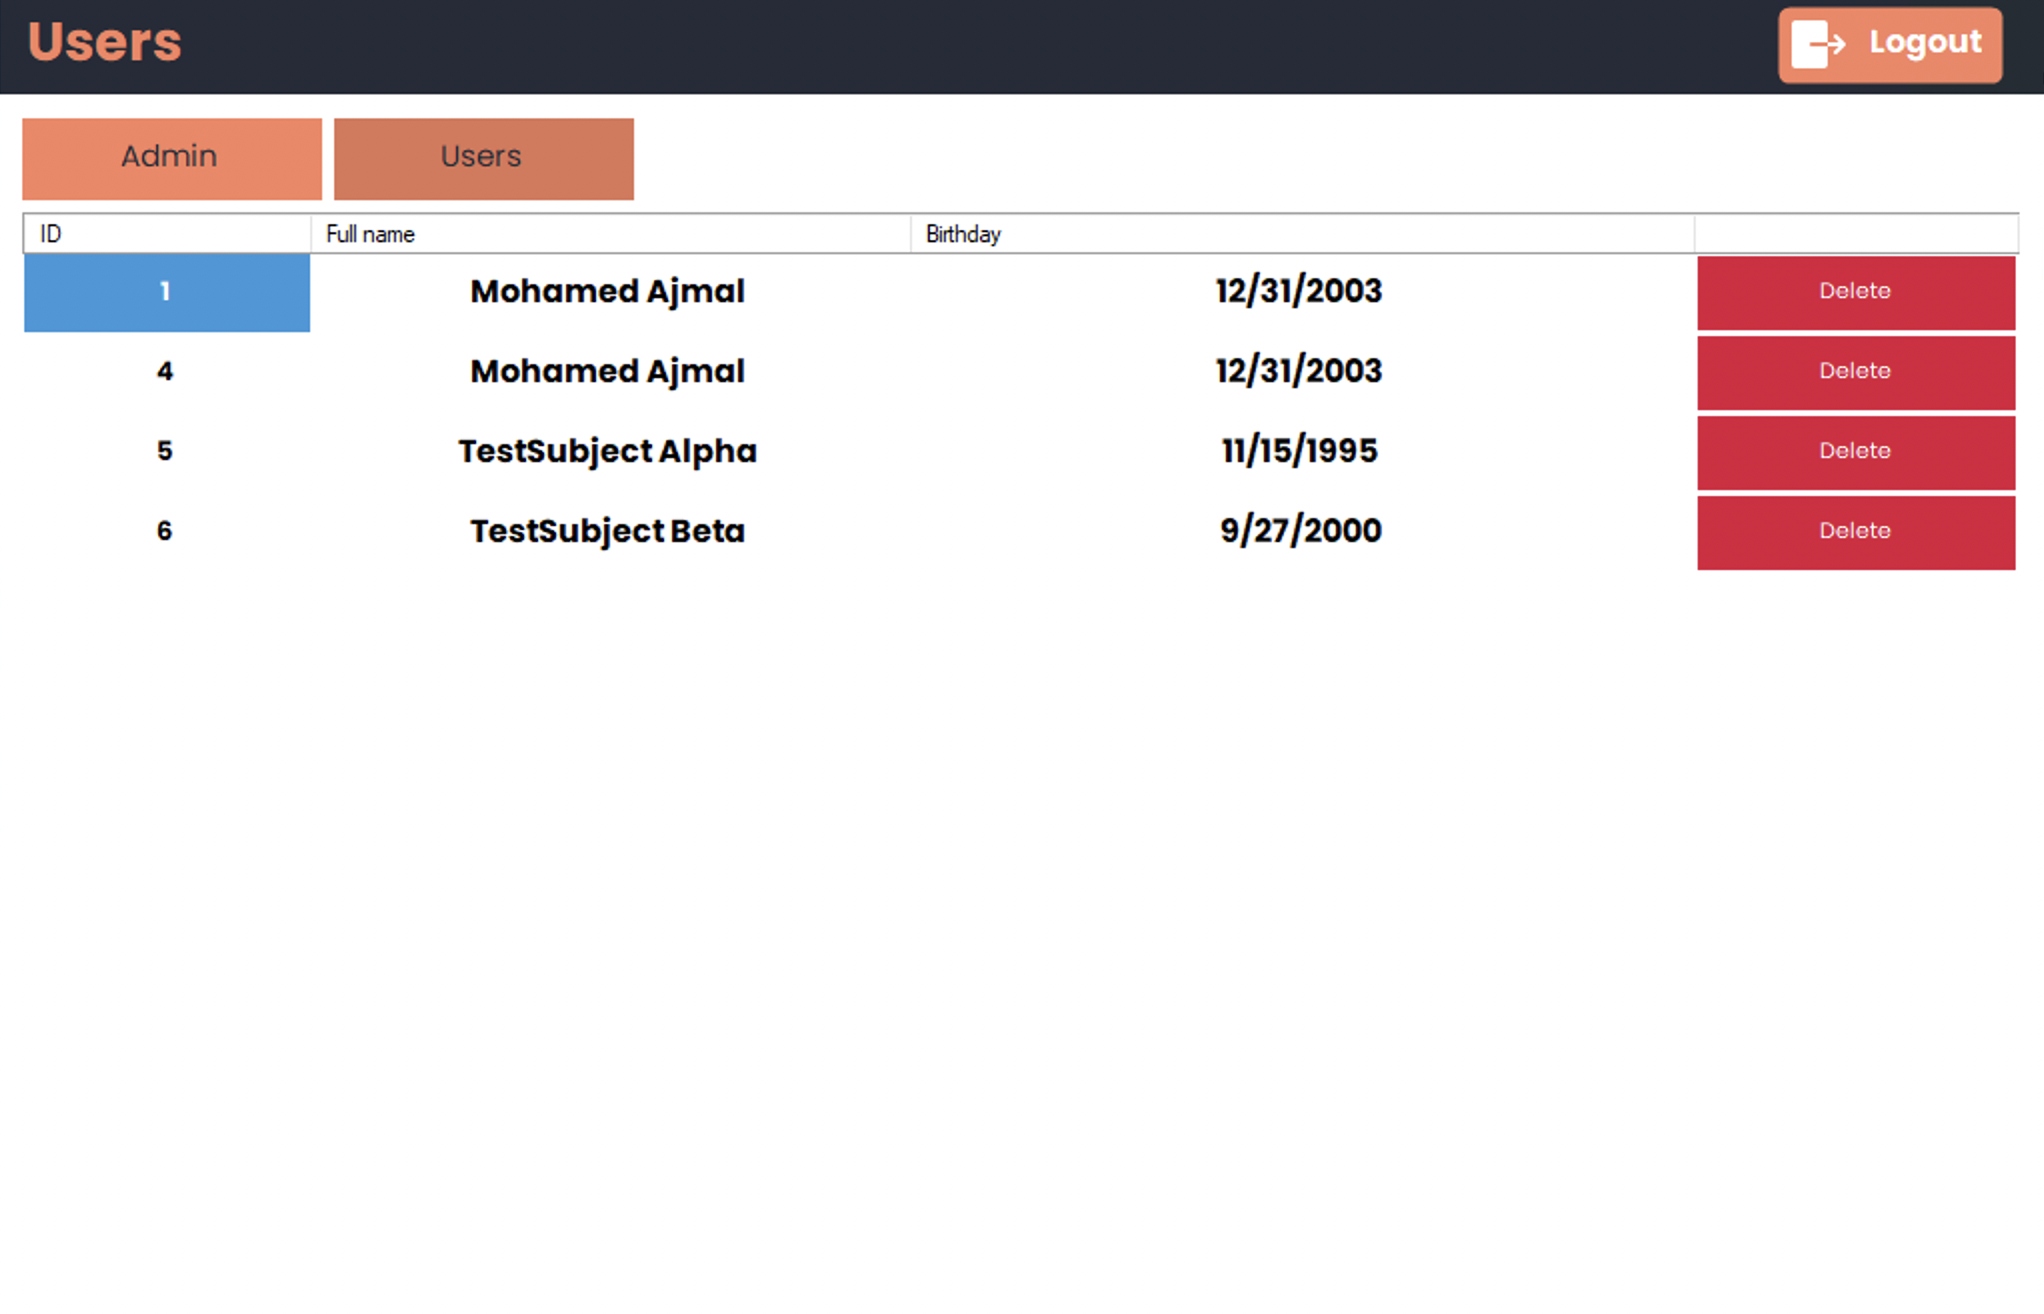 Users
Logout
Admin Users
ID Full name Birthday
1 Mohamed Ajmal 12/31/2003 Delete
4 Mohamed Ajmal 12/31/2003 Delete
5 TestSubject Alpha 11/15/1995 Delete
6 TestSubject Beta 9/27/2000 Delete